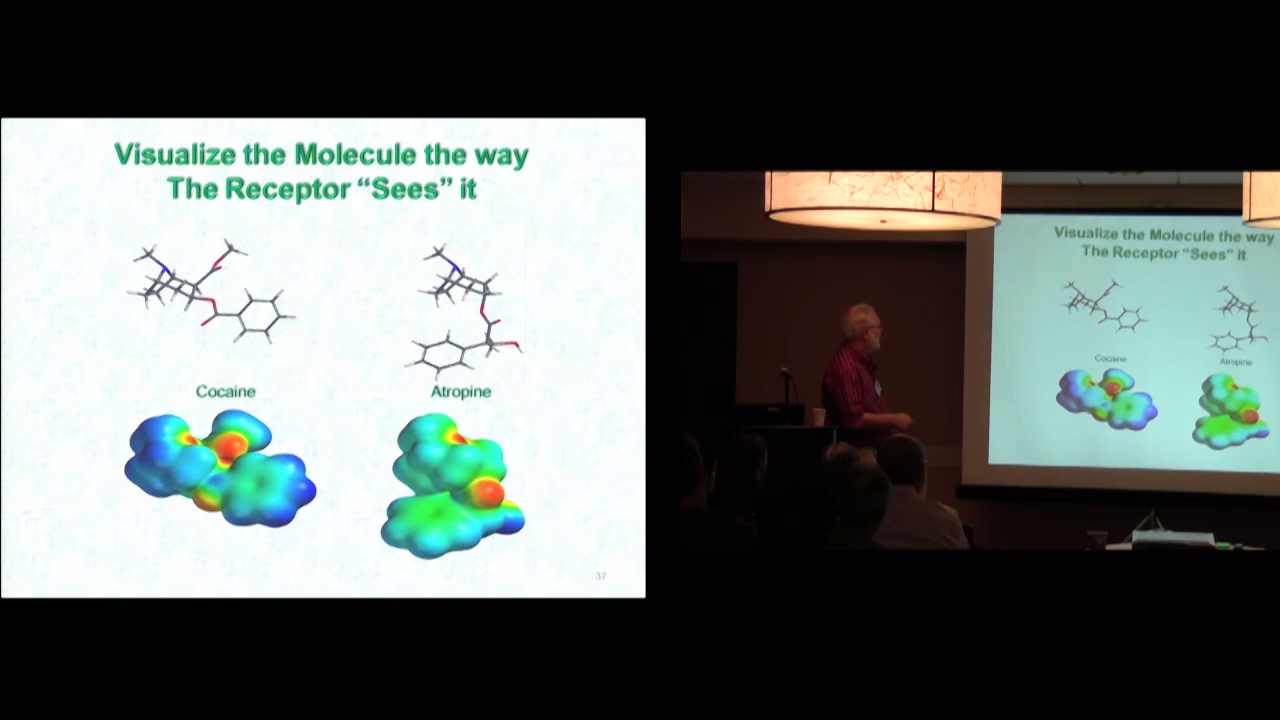 Visualize the Molecule the way
The Receptor “Sees” it
Cocaine
Atropine
37
Visualize the Molecule the way
The Receptor "Sees" it
Cocaine
Atropine